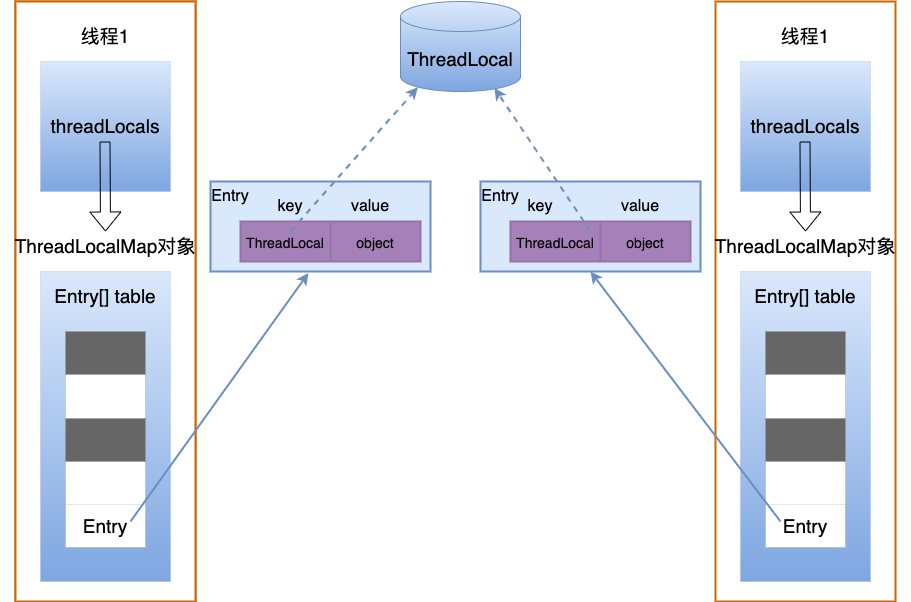 线程1
threadLocals
ThreadLocalMap对象
Entry[] table
Entry
ThreadLocal
Entry
key value
ThreadLocal object
Entry
key value
ThreadLocal object
线程1
threadLocals
ThreadLocalMap对象
Entry[] table
Entry